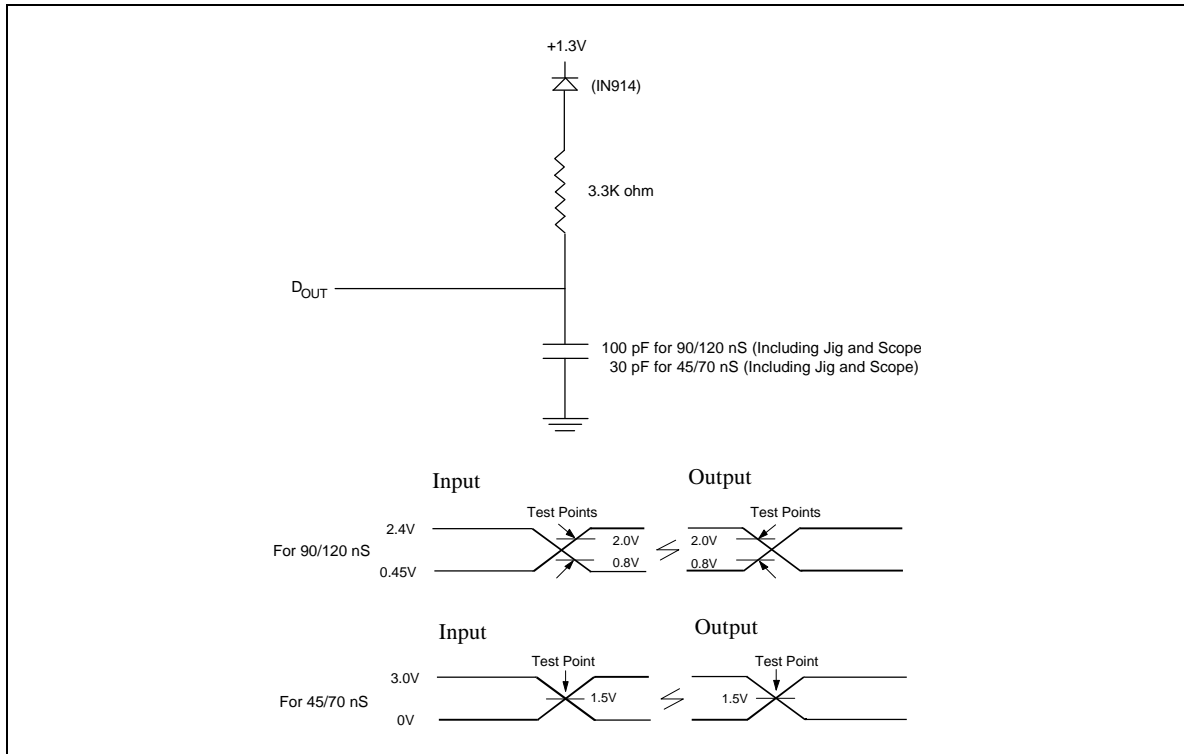 +1.3V
(IN914)
3.3K ohm
DOUT
100 pF for 90/120 nS (Including Jig and Scope
30 pF for 45/70 nS (Including Jig and Scope)
Input
Output
Test Points
Test Points
2.4V
2.0V
2.0V
For 90/120 nS
0.8V
0.8V
0.45V
Input
Output
Test Point
Test Point
3.0V
1.5V
1.5V
For 45/70 nS
0V